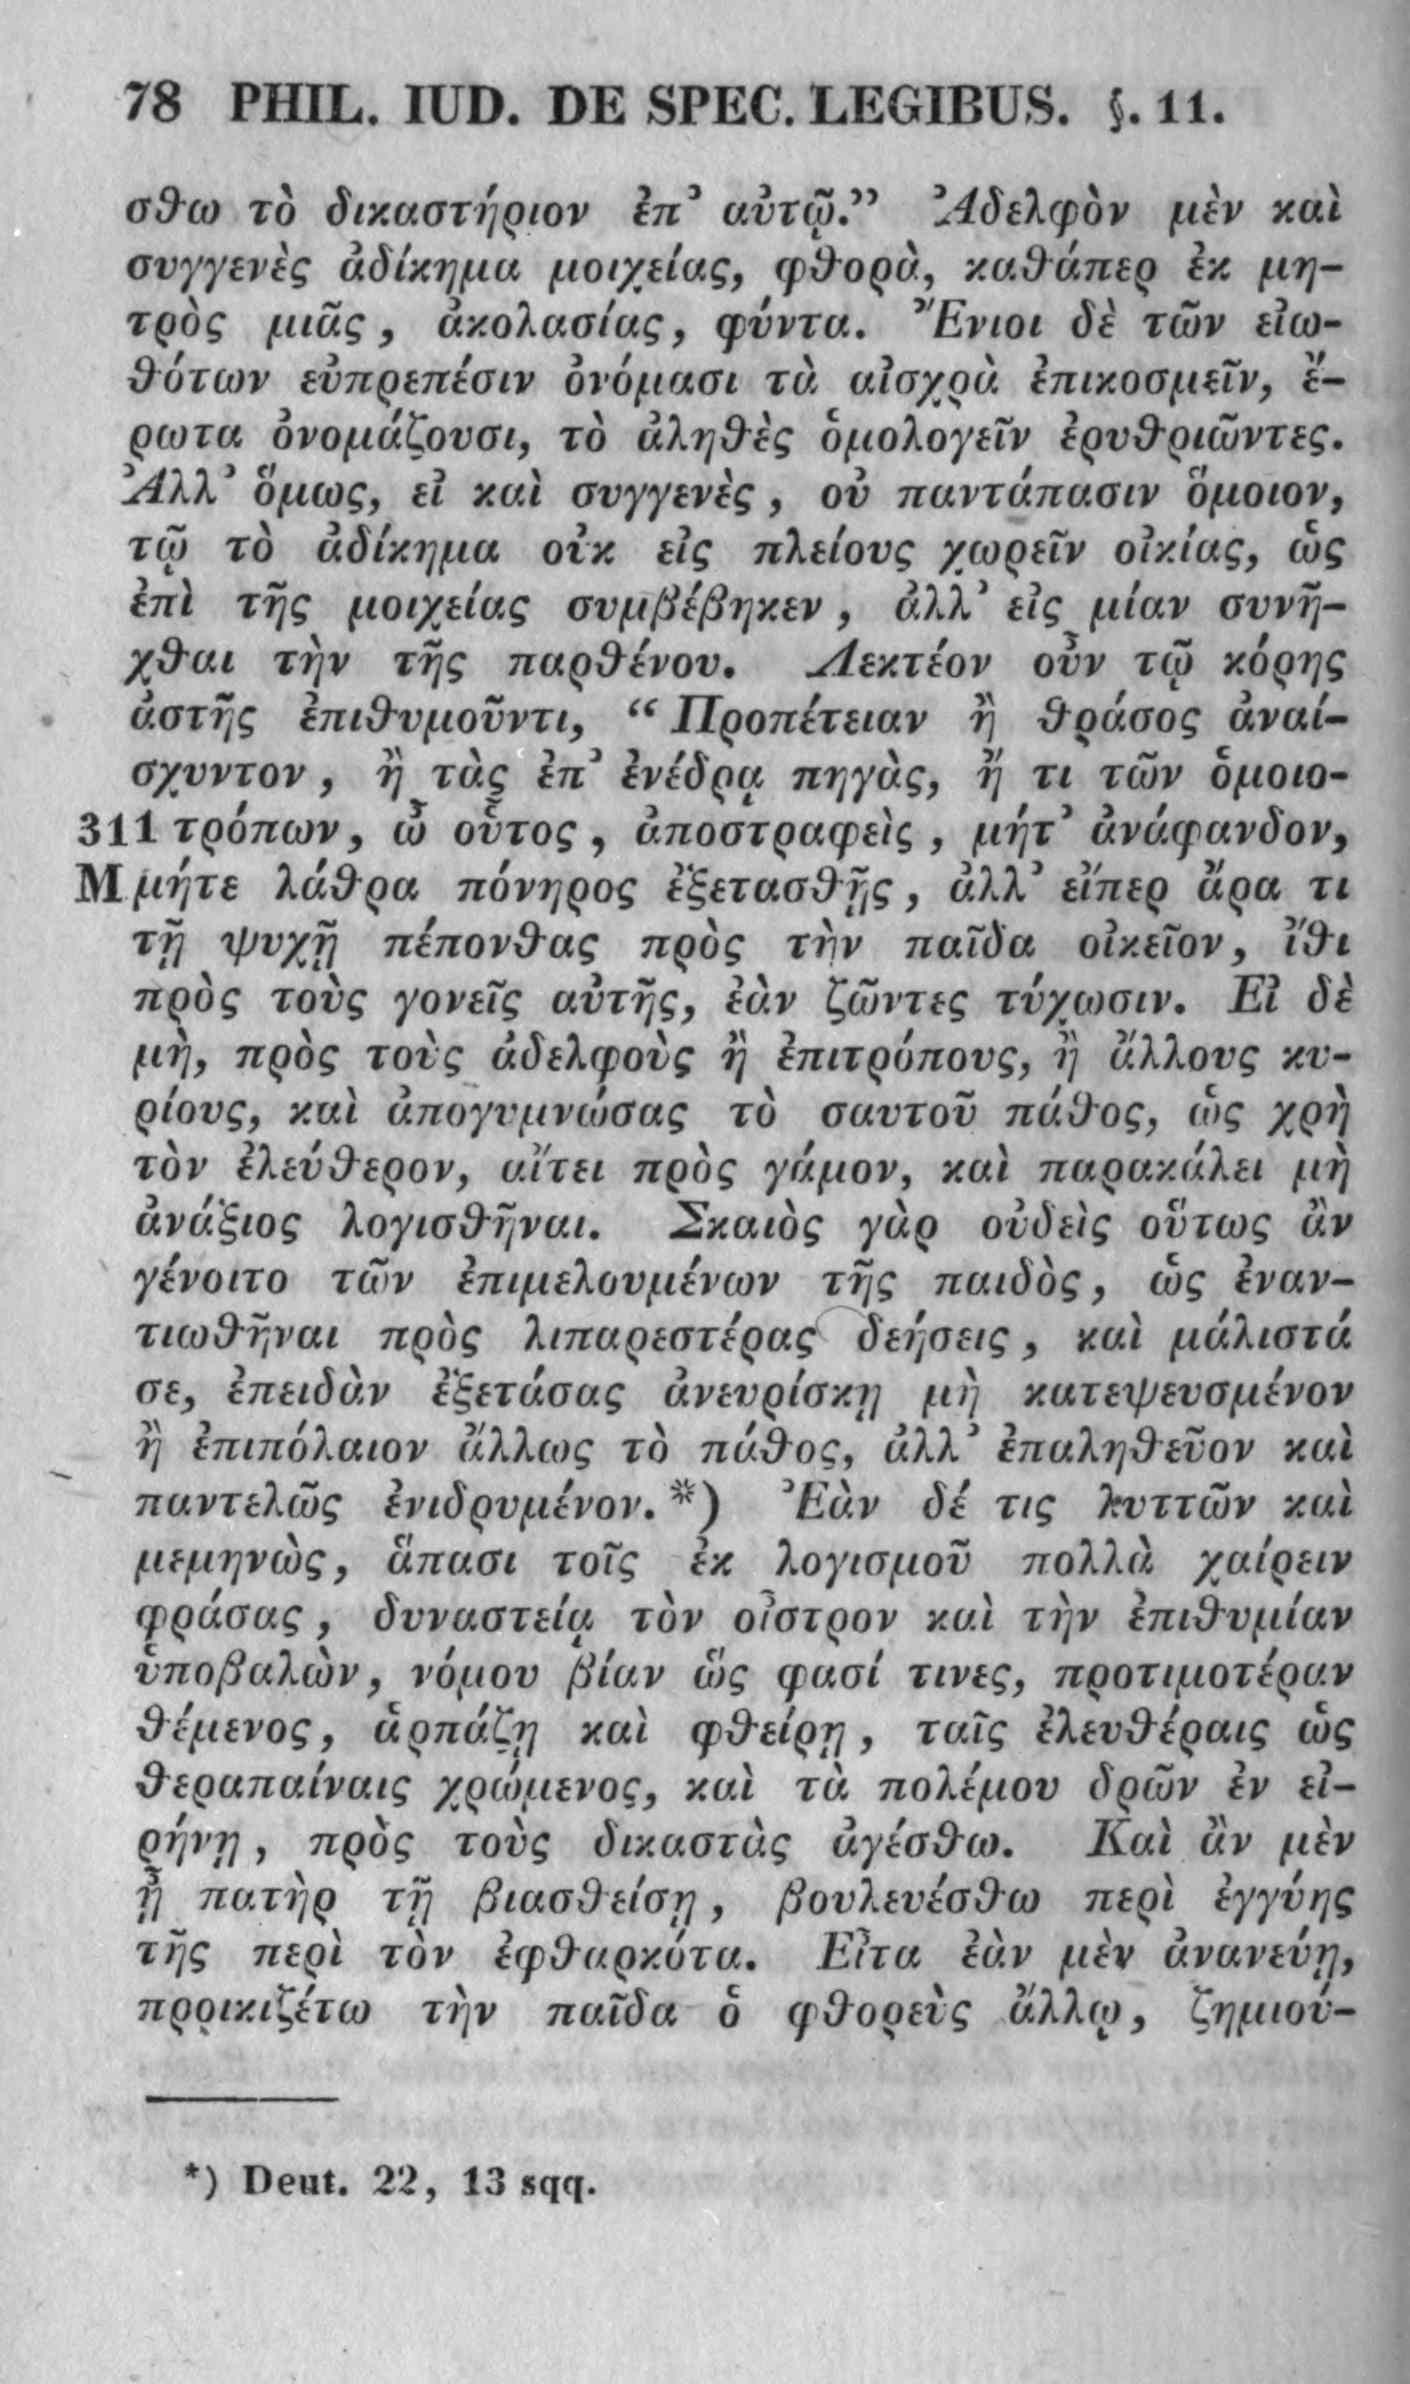 78 PHIL. IUD. DE SPEC. LEGIBUS. §. 11.
σθω τὸ δικαστήριον ἐπ’ αὐτῷ.” Ἀδελφὸν μὲν καὶ
συγγενὲς ἀδίκημα μοιχείας, φθορὰ, καθάπερ ἐκ μη-
τρὸς μιᾶς, ἀκολασίας, φύντα. Ἔνιοι δὲ τῶν εἰω-
θότων εὐπρεπέσιν ὀνόμασι τὰ αἰσχρὰ ἐπικοσμεῖν, ἔ-
ρωτα ὀνομάζουσι, τὸ ἀληθὲς ὁμολογεῖν ἐρυθριῶντες.
Ἀλλ’ ὅμως, εἰ καὶ συγγενὲς, οὐ παντάπασιν ὅμοιον,
τῷ τὸ ἀδίκημα οὐκ εἰς πλείους χωρεῖν οἰκίας, ὡς
ἐπὶ τῆς μοιχείας συμβέβηκεν, ἀλλ’ εἰς μίαν συνῆ-
χθαι τὴν τῆς παρθένου. Λεκτέον οὖν τῷ κόρης
ἀστῆς ἐπιθυμοῦντι, “Προπέτειαν ἢ θράσος ἀναί-
σχυντον, ἢ τὰς ἐπ’ ἐνέδρᾳ πηγὰς, ἤ τι τῶν ὁμοιο-
311 τρόπων, ὦ οὗτος, ἀποστραφεὶς, μήτ’ ἀνάφανδον,
M μήτε λάθρα πόνηρος ἐξετασθῇς, ἀλλ’ εἴπερ ἄρα τι
τῇ ψυχῇ πέπονθας πρὸς τὴν παῖδα οἰκεῖον, ἴθι
πρὸς τοὺς γονεῖς αὐτῆς, ἐὰν ζῶντες τύχωσιν. Εἰ δὲ
μὴ, πρὸς τοὺς ἀδελφοὺς ἢ ἐπιτρόπους, ἢ ἄλλους κυ-
ρίους, καὶ ἀπογυμνώσας τὸ σαυτοῦ πάθος, ὡς χρὴ
τὸν ἐλεύθερον, αἴτει πρὸς γάμον, καὶ παρακάλει μὴ
ἀνάξιος λογισθῆναι. Σκαιὸς γὰρ οὐδεὶς οὕτως ἂν
γένοιτο τῶν ἐπιμελουμένων τῆς παιδὸς, ὡς ἐναν-
τιωθῆναι πρὸς λιπαρεστέρας δεήσεις, καὶ μάλιστά
σε, ἐπειδὰν ἐξετάσας ἀνευρίσκῃ μὴ κατεψευσμένον
ἢ ἐπιπόλαιον ἄλλως τὸ πάθος, ἀλλ’ ἐπαληθεῦον καὶ
παντελῶς ἐνιδρυμένον. *) Ἐὰν δέ τις λυττῶν καὶ
μεμηνὼς, ἅπασι τοῖς ἐκ λογισμοῦ πολλὰ χαίρειν
φράσας, δυναστείᾳ τὸν οἶστρον καὶ τὴν ἐπιθυμίαν
ὑποβαλὼν, νόμου βίαν ὥς φασί τινες, προτιμοτέραν
θέμενος, ἁρπάζῃ καὶ φθείρῃ, ταῖς ἐλευθέραις ὡς
θεραπαίναις χρώμενος, καὶ τὰ πολέμου δρῶν ἐν εἰ-
ρήνῃ, πρὸς τοὺς δικαστὰς ἀγέσθω. Καὶ ἂν μὲν
ᾖ πατὴρ τῇ βιασθείσῃ, βουλευέσθω περὶ ἐγγύης
τῆς περὶ τὸν ἐφθαρκότα. Εἶτα ἐὰν μὲν ἀνανεύῃ,
προικιζέτω τὴν παῖδα ὁ φθορεὺς ἄλλῳ, ζημιού-
*) Deut. 22, 13 sqq.